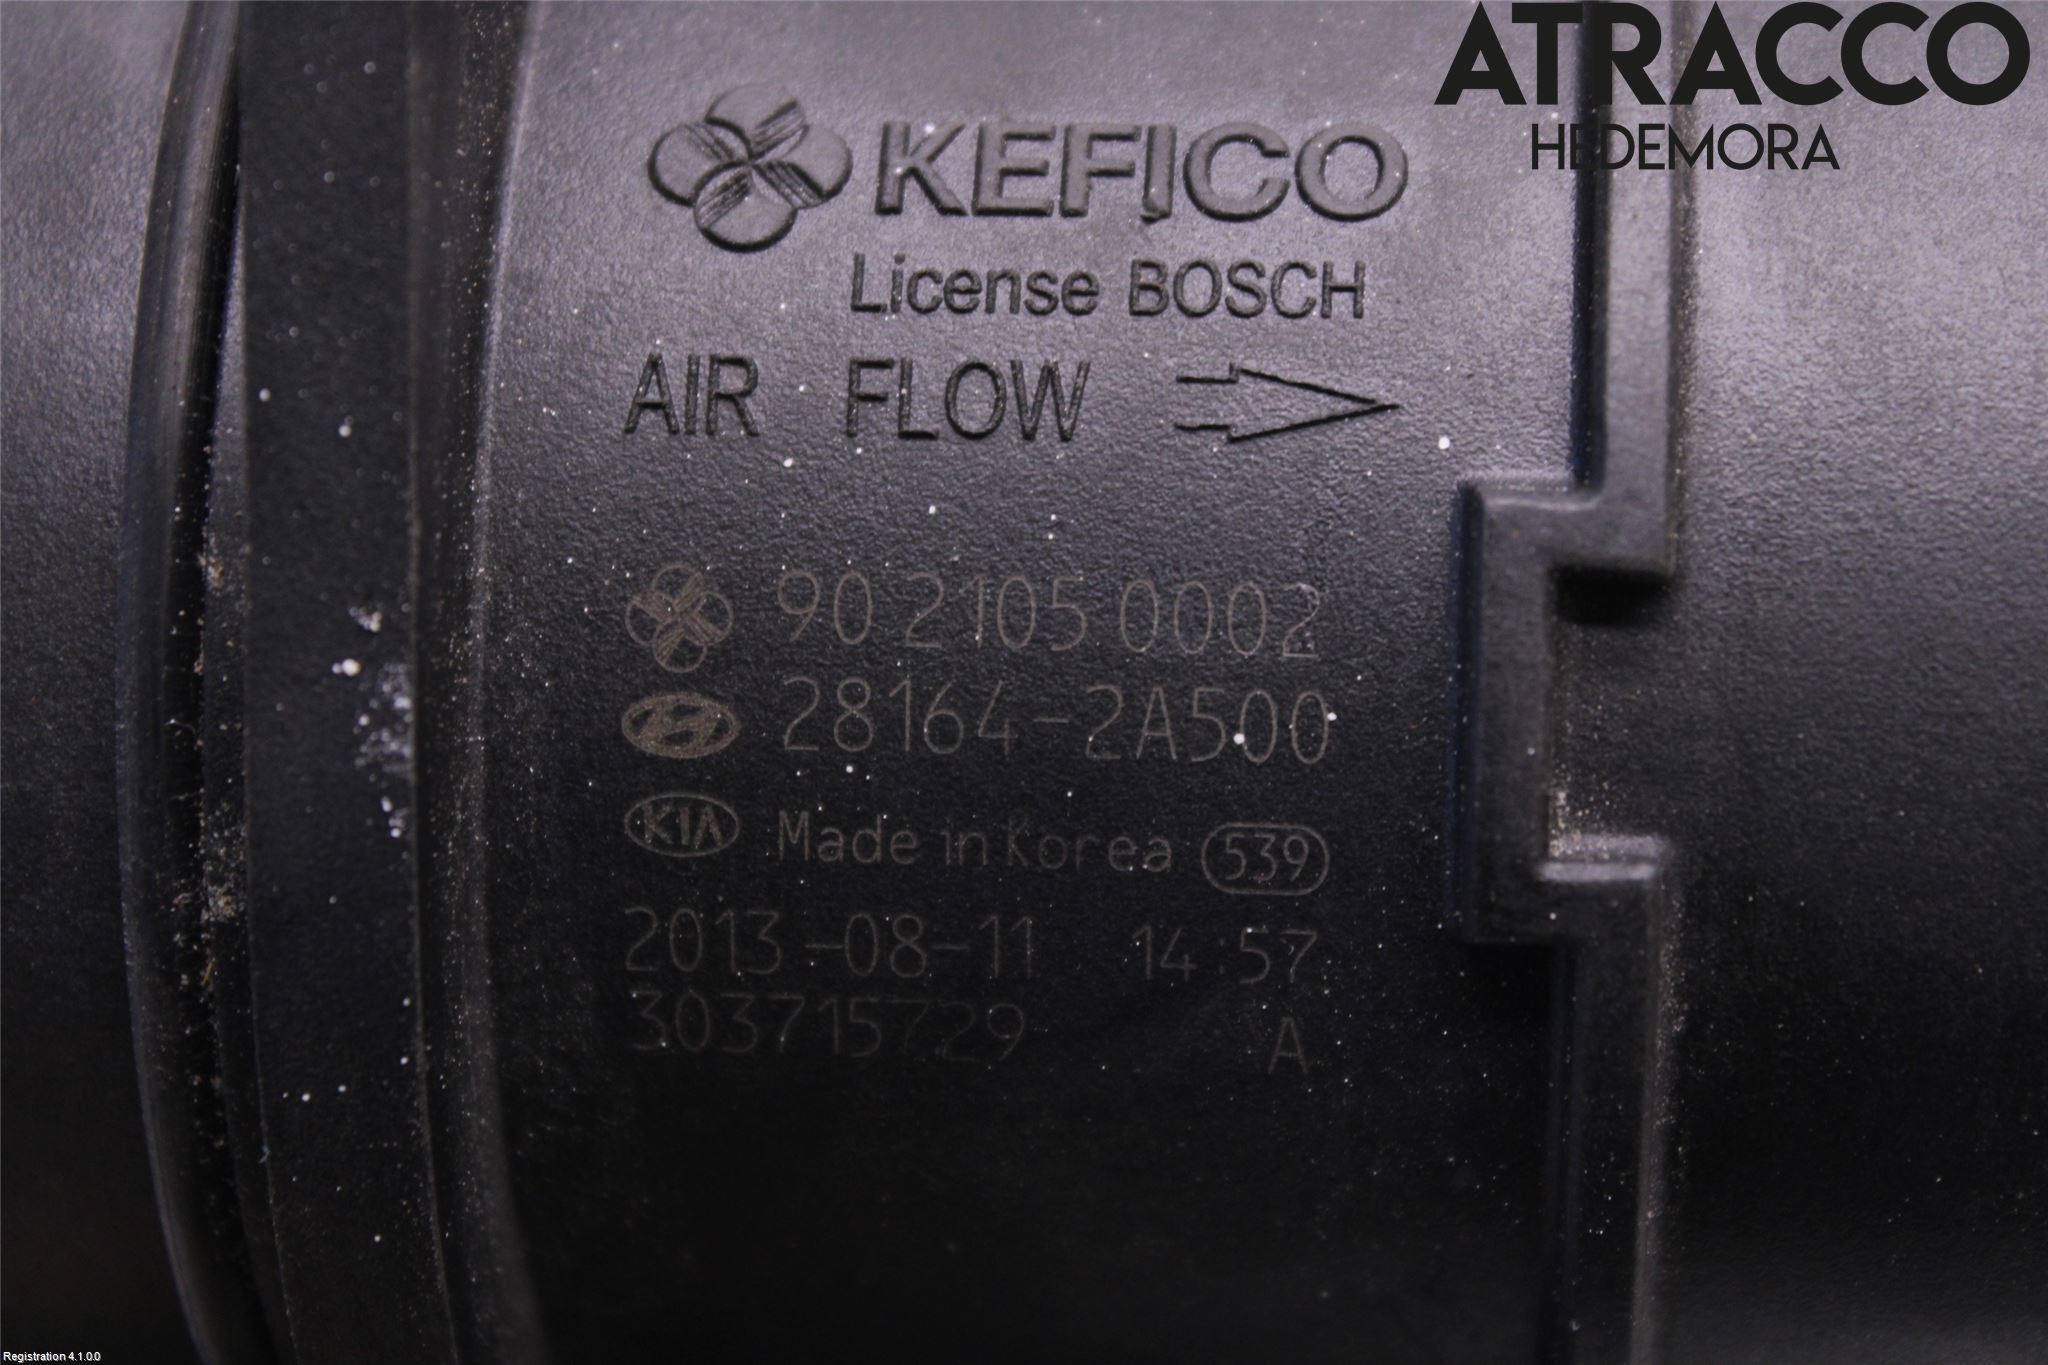 ATRACCO
HEDEMORA
KEFICO
License BOSCH
AIR FLOW
90 2105 0002
28164-2A500
KIA Made in Korea 539
2013-08-11 14:57
303715729 A
Registration 4.1.0.0